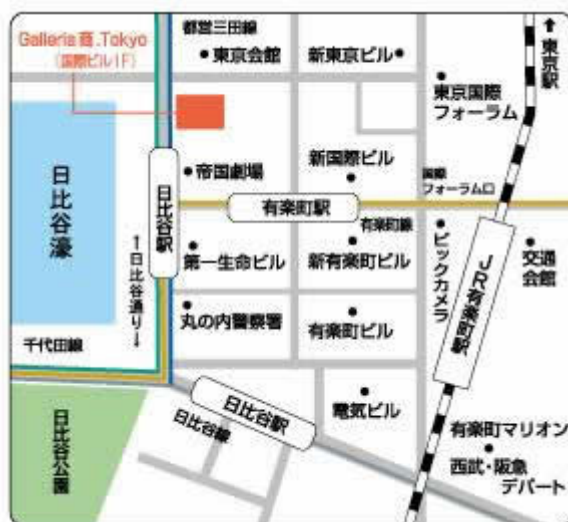 Galleria 商.Tokyo
(国際ビル1F)
都営三田線
東京会館
新東京ビル
↑東京駅
東京国際
フォーラム
日比谷濠
帝国劇場
新国際ビル
国際
フォーラム口
日比谷駅
有楽町駅
有楽町線
↑日比谷通り↓
第一生命ビル
新有楽町ビル
ビックカメラ
JR有楽町駅
交通
会館
丸の内警察署
有楽町ビル
千代田線
日比谷公園
日比谷線
日比谷駅
電気ビル
有楽町マリオン
西武・阪急
デパート